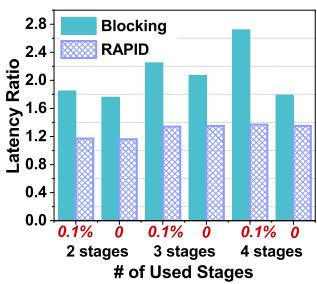 Blocking
RAPID
Latency Ratio
2.8
2.4
2.0
1.6
1.2
0.8
0.4
0.0
0.1% 0 0.1% 0 0.1% 0
2 stages 3 stages 4 stages
# of Used Stages